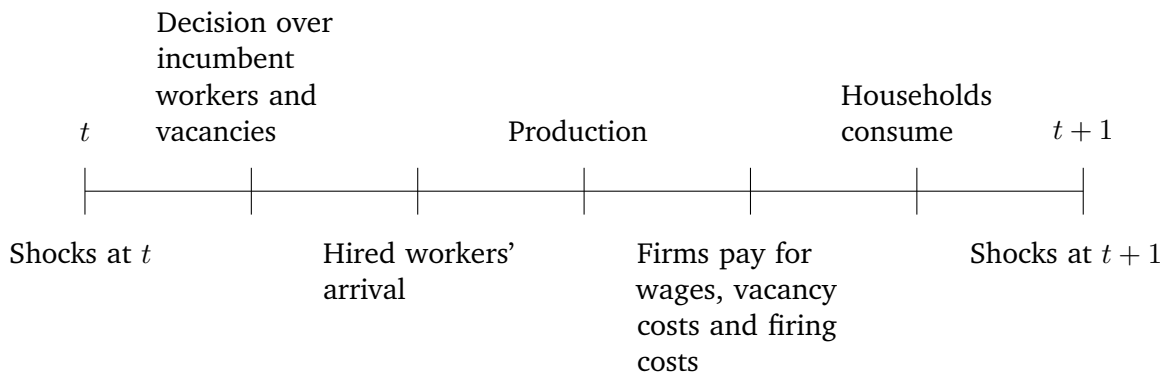 Decision over
incumbent
workers and
vacancies
t
Production
Households
consume
t + 1
Shocks at t
Hired workers’
arrival
Firms pay for
wages, vacancy
costs and firing
costs
Shocks at t + 1